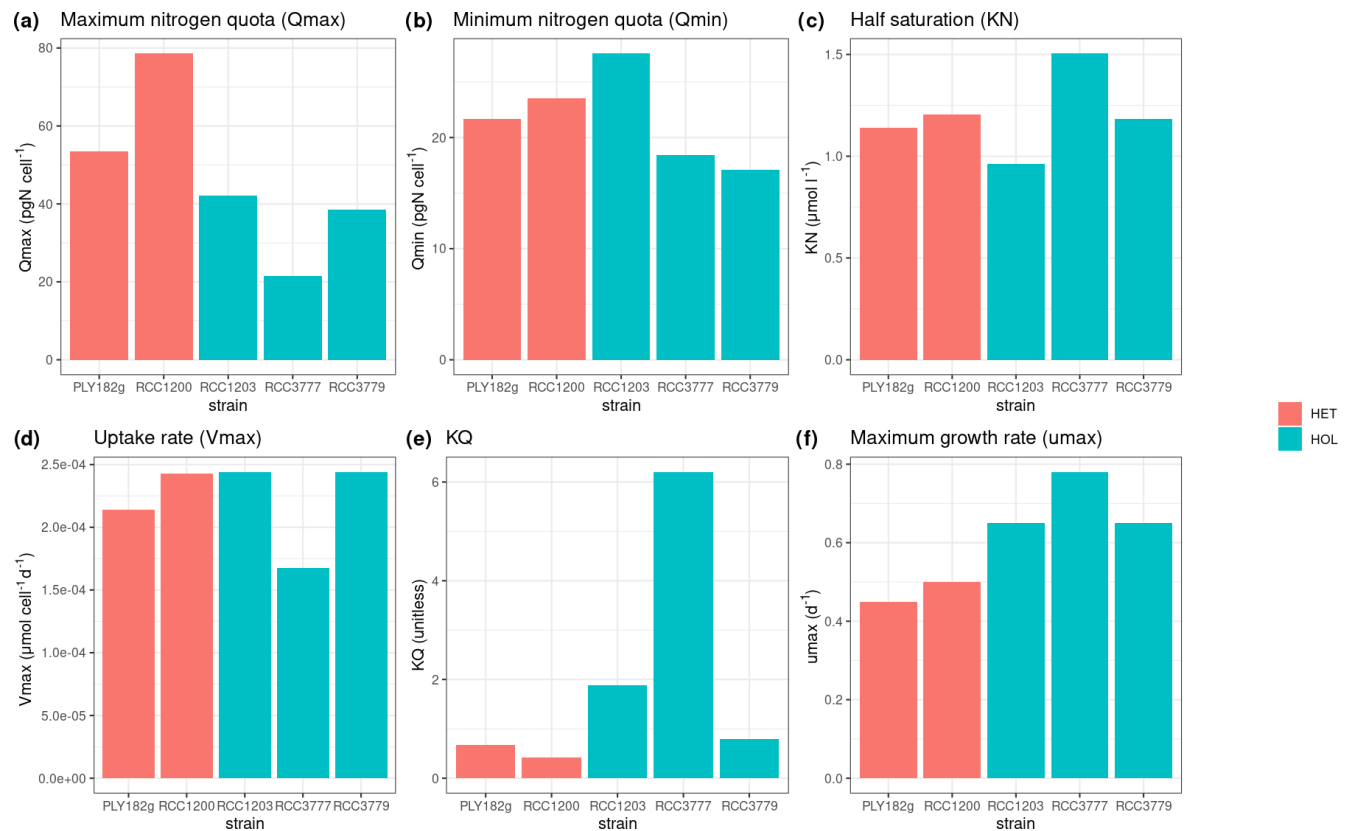 (a) Maximum nitrogen quota (Qmax)
Qmax (pgN cell⁻¹)
80
60
40
20
0
PLY182g RCC1200 RCC1203 RCC3777 RCC3779
strain
(b) Minimum nitrogen quota (Qmin)
Qmin (pgN cell⁻¹)
20
10
0
PLY182g RCC1200 RCC1203 RCC3777 RCC3779
strain
(c) Half saturation (KN)
KN (µmol l⁻¹)
1.5
1.0
0.5
0.0
PLY182g RCC1200 RCC1203 RCC3777 RCC3779
strain
(d) Uptake rate (Vmax)
Vmax (µmol cell⁻¹d⁻¹)
2.5e-04
2.0e-04
1.5e-04
1.0e-04
5.0e-05
0.0e+00
PLY182g RCC1200 RCC1203 RCC3777 RCC3779
strain
(e) KQ
KQ (unitless)
6
4
2
0
PLY182g RCC1200 RCC1203 RCC3777 RCC3779
strain
(f) Maximum growth rate (umax)
umax (d⁻¹)
0.8
0.6
0.4
0.2
0.0
PLY182g RCC1200 RCC1203 RCC3777 RCC3779
strain
HET
HOL